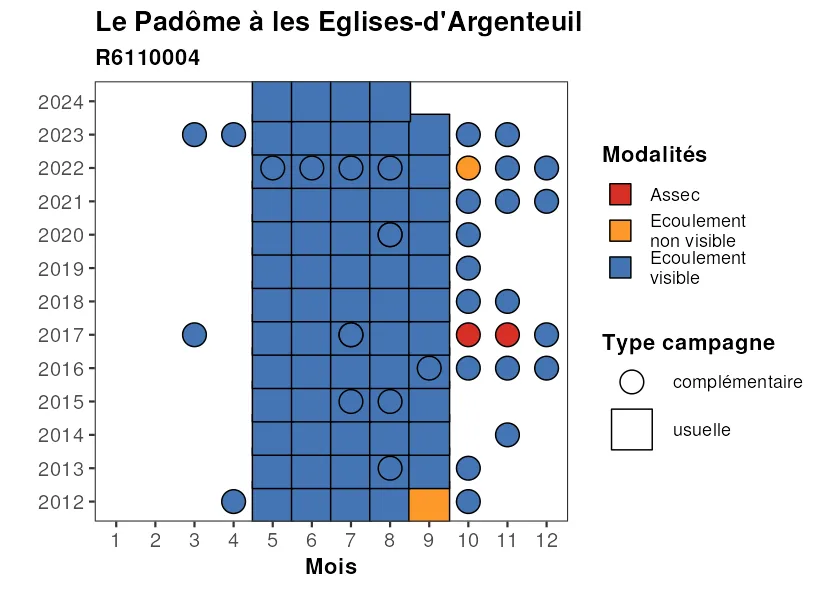 Le Padôme à les Eglises-d'Argenteuil
R6110004
2024
2023
2022
2021
2020
2019
2018
2017
2016
2015
2014
2013
2012
1 2 3 4 5 6 7 8 9 10 11 12
Mois
Modalités
Assec
Ecoulement
non visible
Ecoulement
visible
Type campagne
complémentaire
usuelle